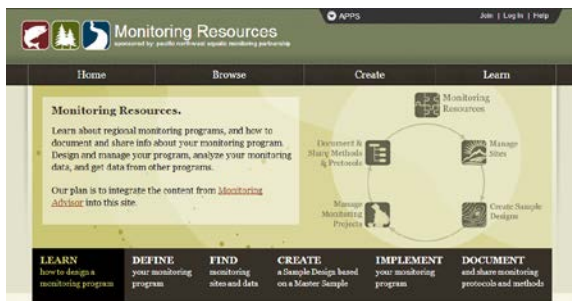 APPS
Join | Log In | Help
Monitoring Resources
sponsored by: pacific northwest aquatic monitoring partnership
Home Browse Create Learn
Monitoring Resources.
Learn about regional monitoring programs, and how to
document and share info about your monitoring program.
Design and manage your program, analyze your monitoring
data, and get data from other programs.
Our plan is to integrate the content from Monitoring
Advisor into this site.
Monitoring
Resources
Document &
Share Methods
& Protocols
Manage
Sites
Manage
Monitoring
Projects
Create Sample
Designs
LEARN
how to design a
monitoring program
DEFINE
your monitoring
program
FIND
monitoring
sites and data
CREATE
a Sample Design based
on a Master Sample
IMPLEMENT
your monitoring
program
DOCUMENT
and share monitoring
protocols and methods